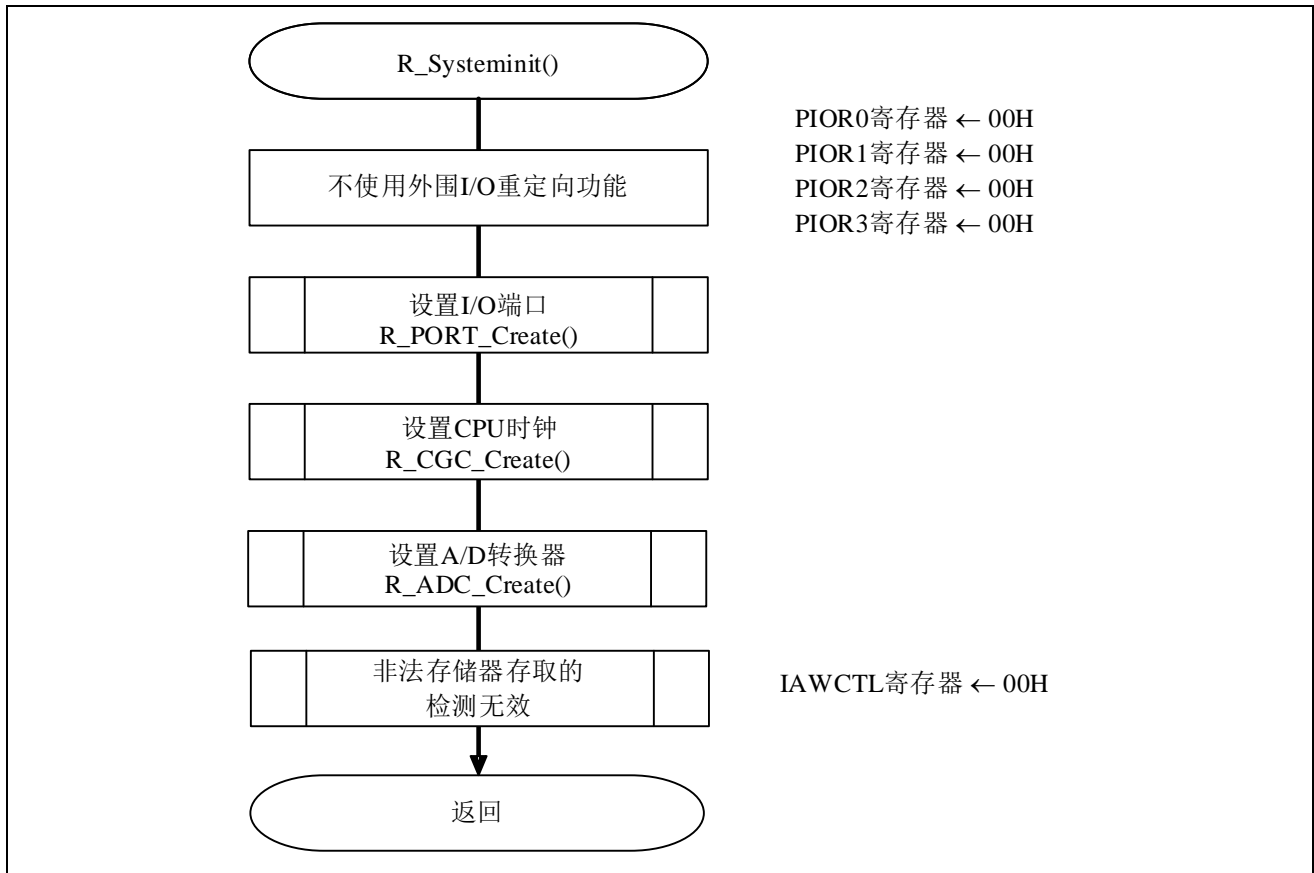 R_Systeminit()
PIOR0寄存器 ← 00H
PIOR1寄存器 ← 00H
不使用外围I/O重定向功能
PIOR2寄存器 ← 00H
PIOR3寄存器 ← 00H
设置I/O端口
R_PORT_Create()
设置CPU时钟
R_CGC_Create()
设置A/D转换器
R_ADC_Create()
非法存储器存取的
检测无效
IAWCTL寄存器 ← 00H
返回